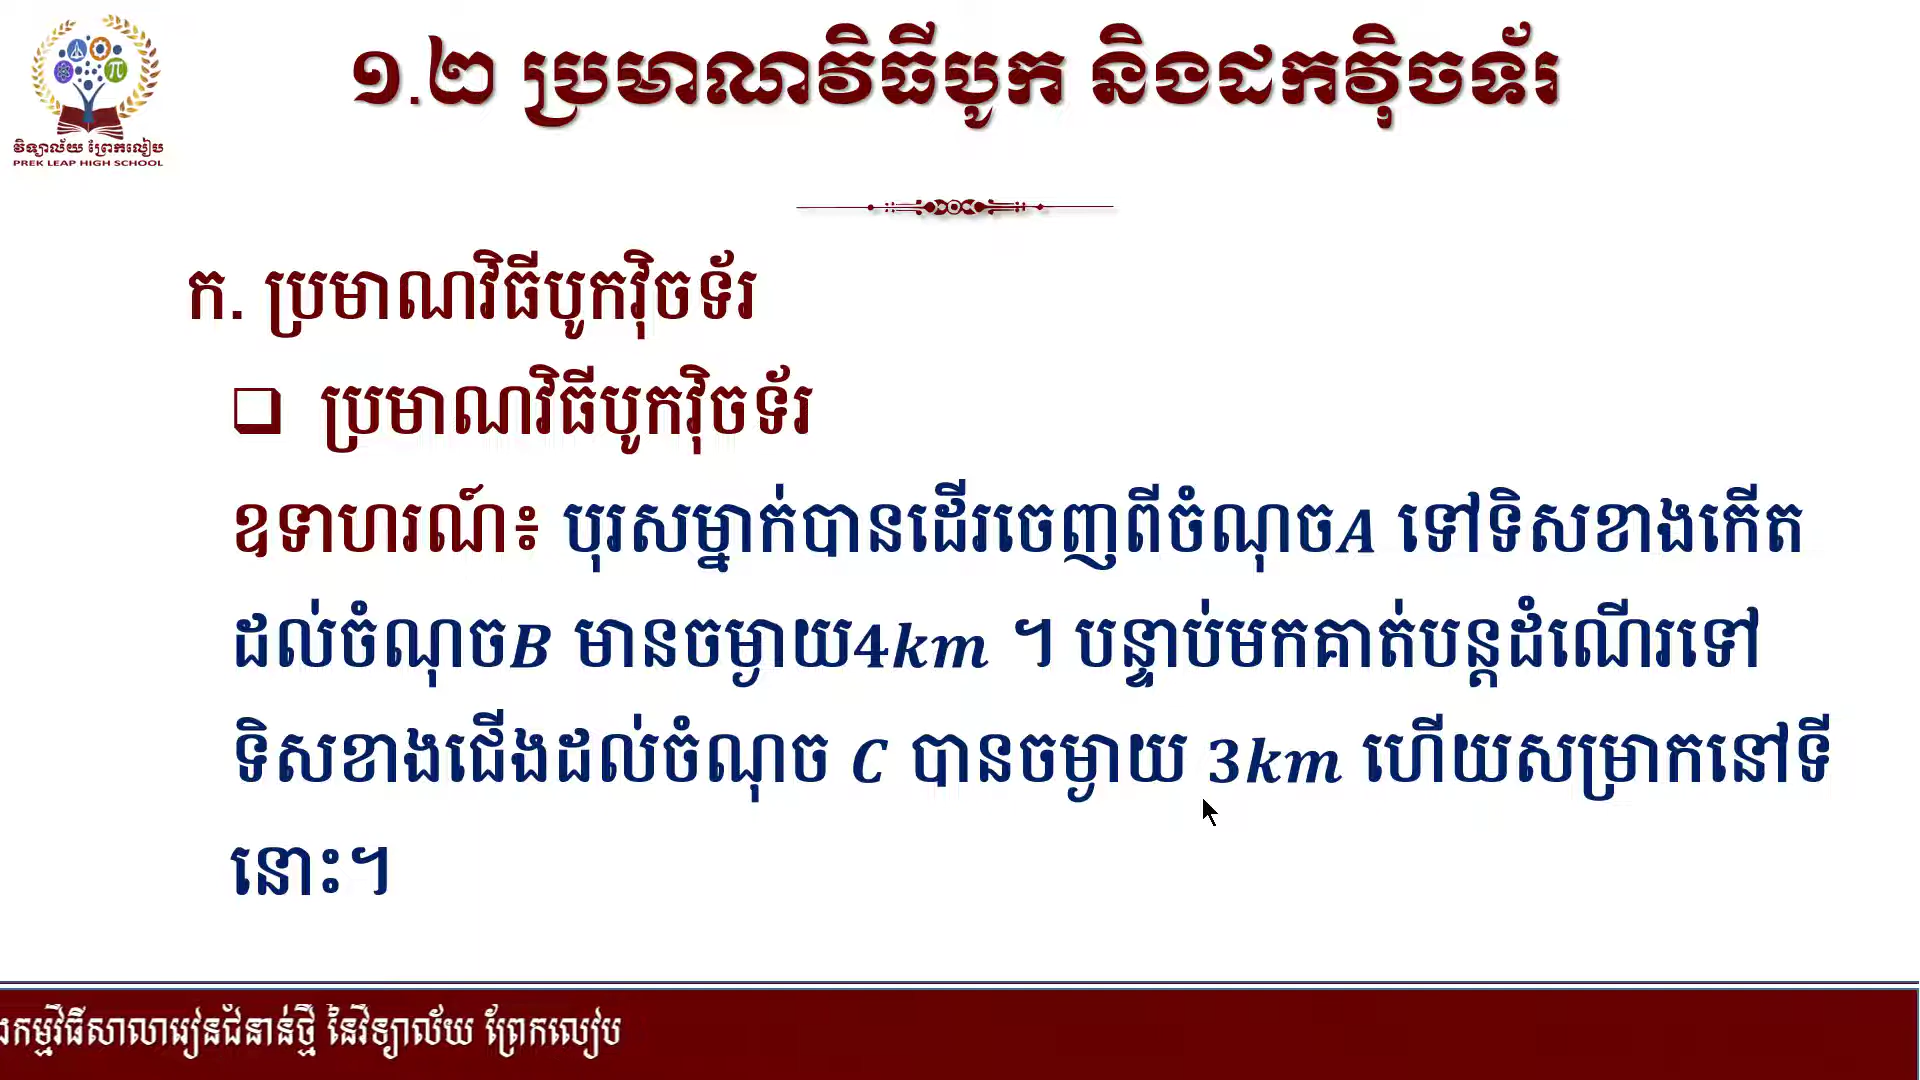 ១.២ ប្រមាណវិធីបូក និងដកវ៉ិចទ័រ
វិទ្យាល័យ ព្រែកលៀប
PREK LEAP HIGH SCHOOL
ក. ប្រមាណវិធីបូកវ៉ិចទ័រ
❑ ប្រមាណវិធីបូកវ៉ិចទ័រ
ឧទាហរណ៍៖ បុរសម្នាក់បានដើរចេញពីចំណុចA ទៅទិសខាងកើត
ដល់ចំណុចB មានចម្ងាយ4km ។ បន្ទាប់មកគាត់បន្តដំណើរទៅ
ទិសខាងជើងដល់ចំណុច C បានចម្ងាយ 3km ហើយសម្រាកនៅទី
នោះ។
កម្មវិធីសាលារៀនជំនាន់ថ្មី នៃវិទ្យាល័យ ព្រែកលៀប